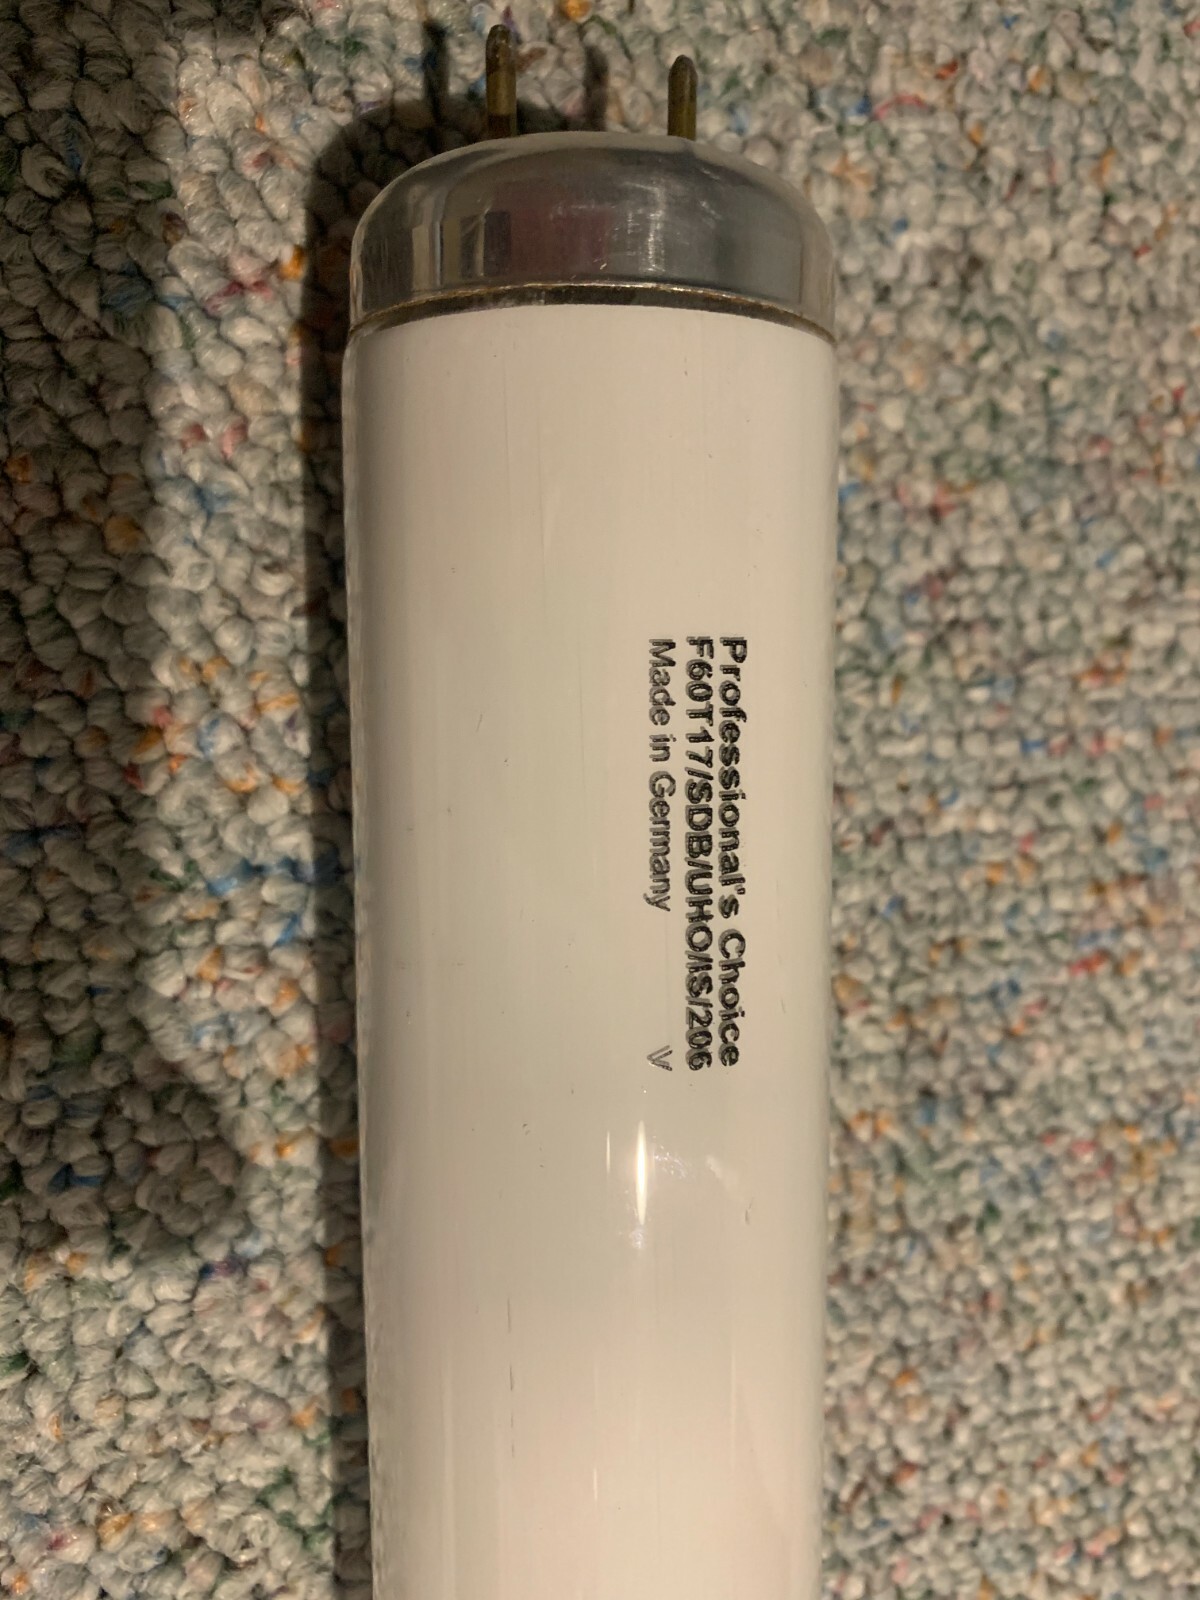 Professional's Choice
F60T17/SDB/UHO/IS/206
Made in Germany